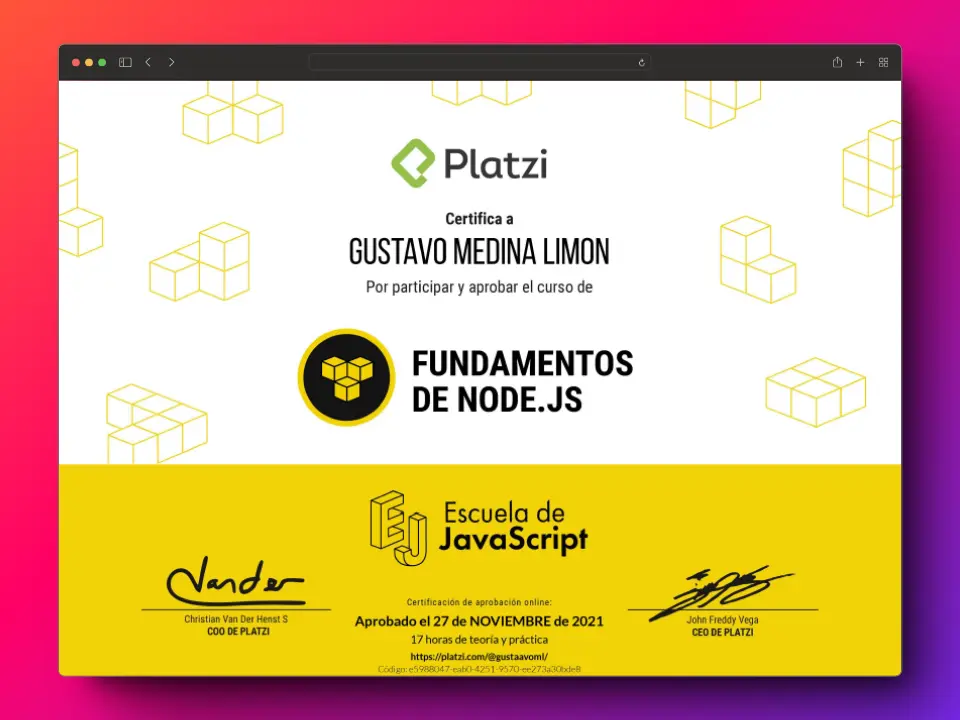 Platzi
Certifica a
GUSTAVO MEDINA LIMON
Por participar y aprobar el curso de
FUNDAMENTOS
DE NODE.JS
EJ
Escuela de
JavaScript
Vander
Christian Van Der Henst S
COO DE PLATZI
John Freddy Vega
CEO DE PLATZI
Certificación de aprobación online:
Aprobado el 27 de NOVIEMBRE de 2021
17 horas de teoría y práctica
https://platzi.com/@gustaavoml/
Código: e5988047-eab0-4251-9570-ee273a30bde8